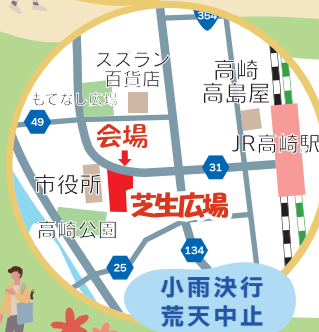 354
ススラン
百貨店
高崎
高島屋
もてなし広場
49
会場
JR高崎駅
31
市役所
芝生広場
高崎公園
134
25
小雨決行
荒天中止